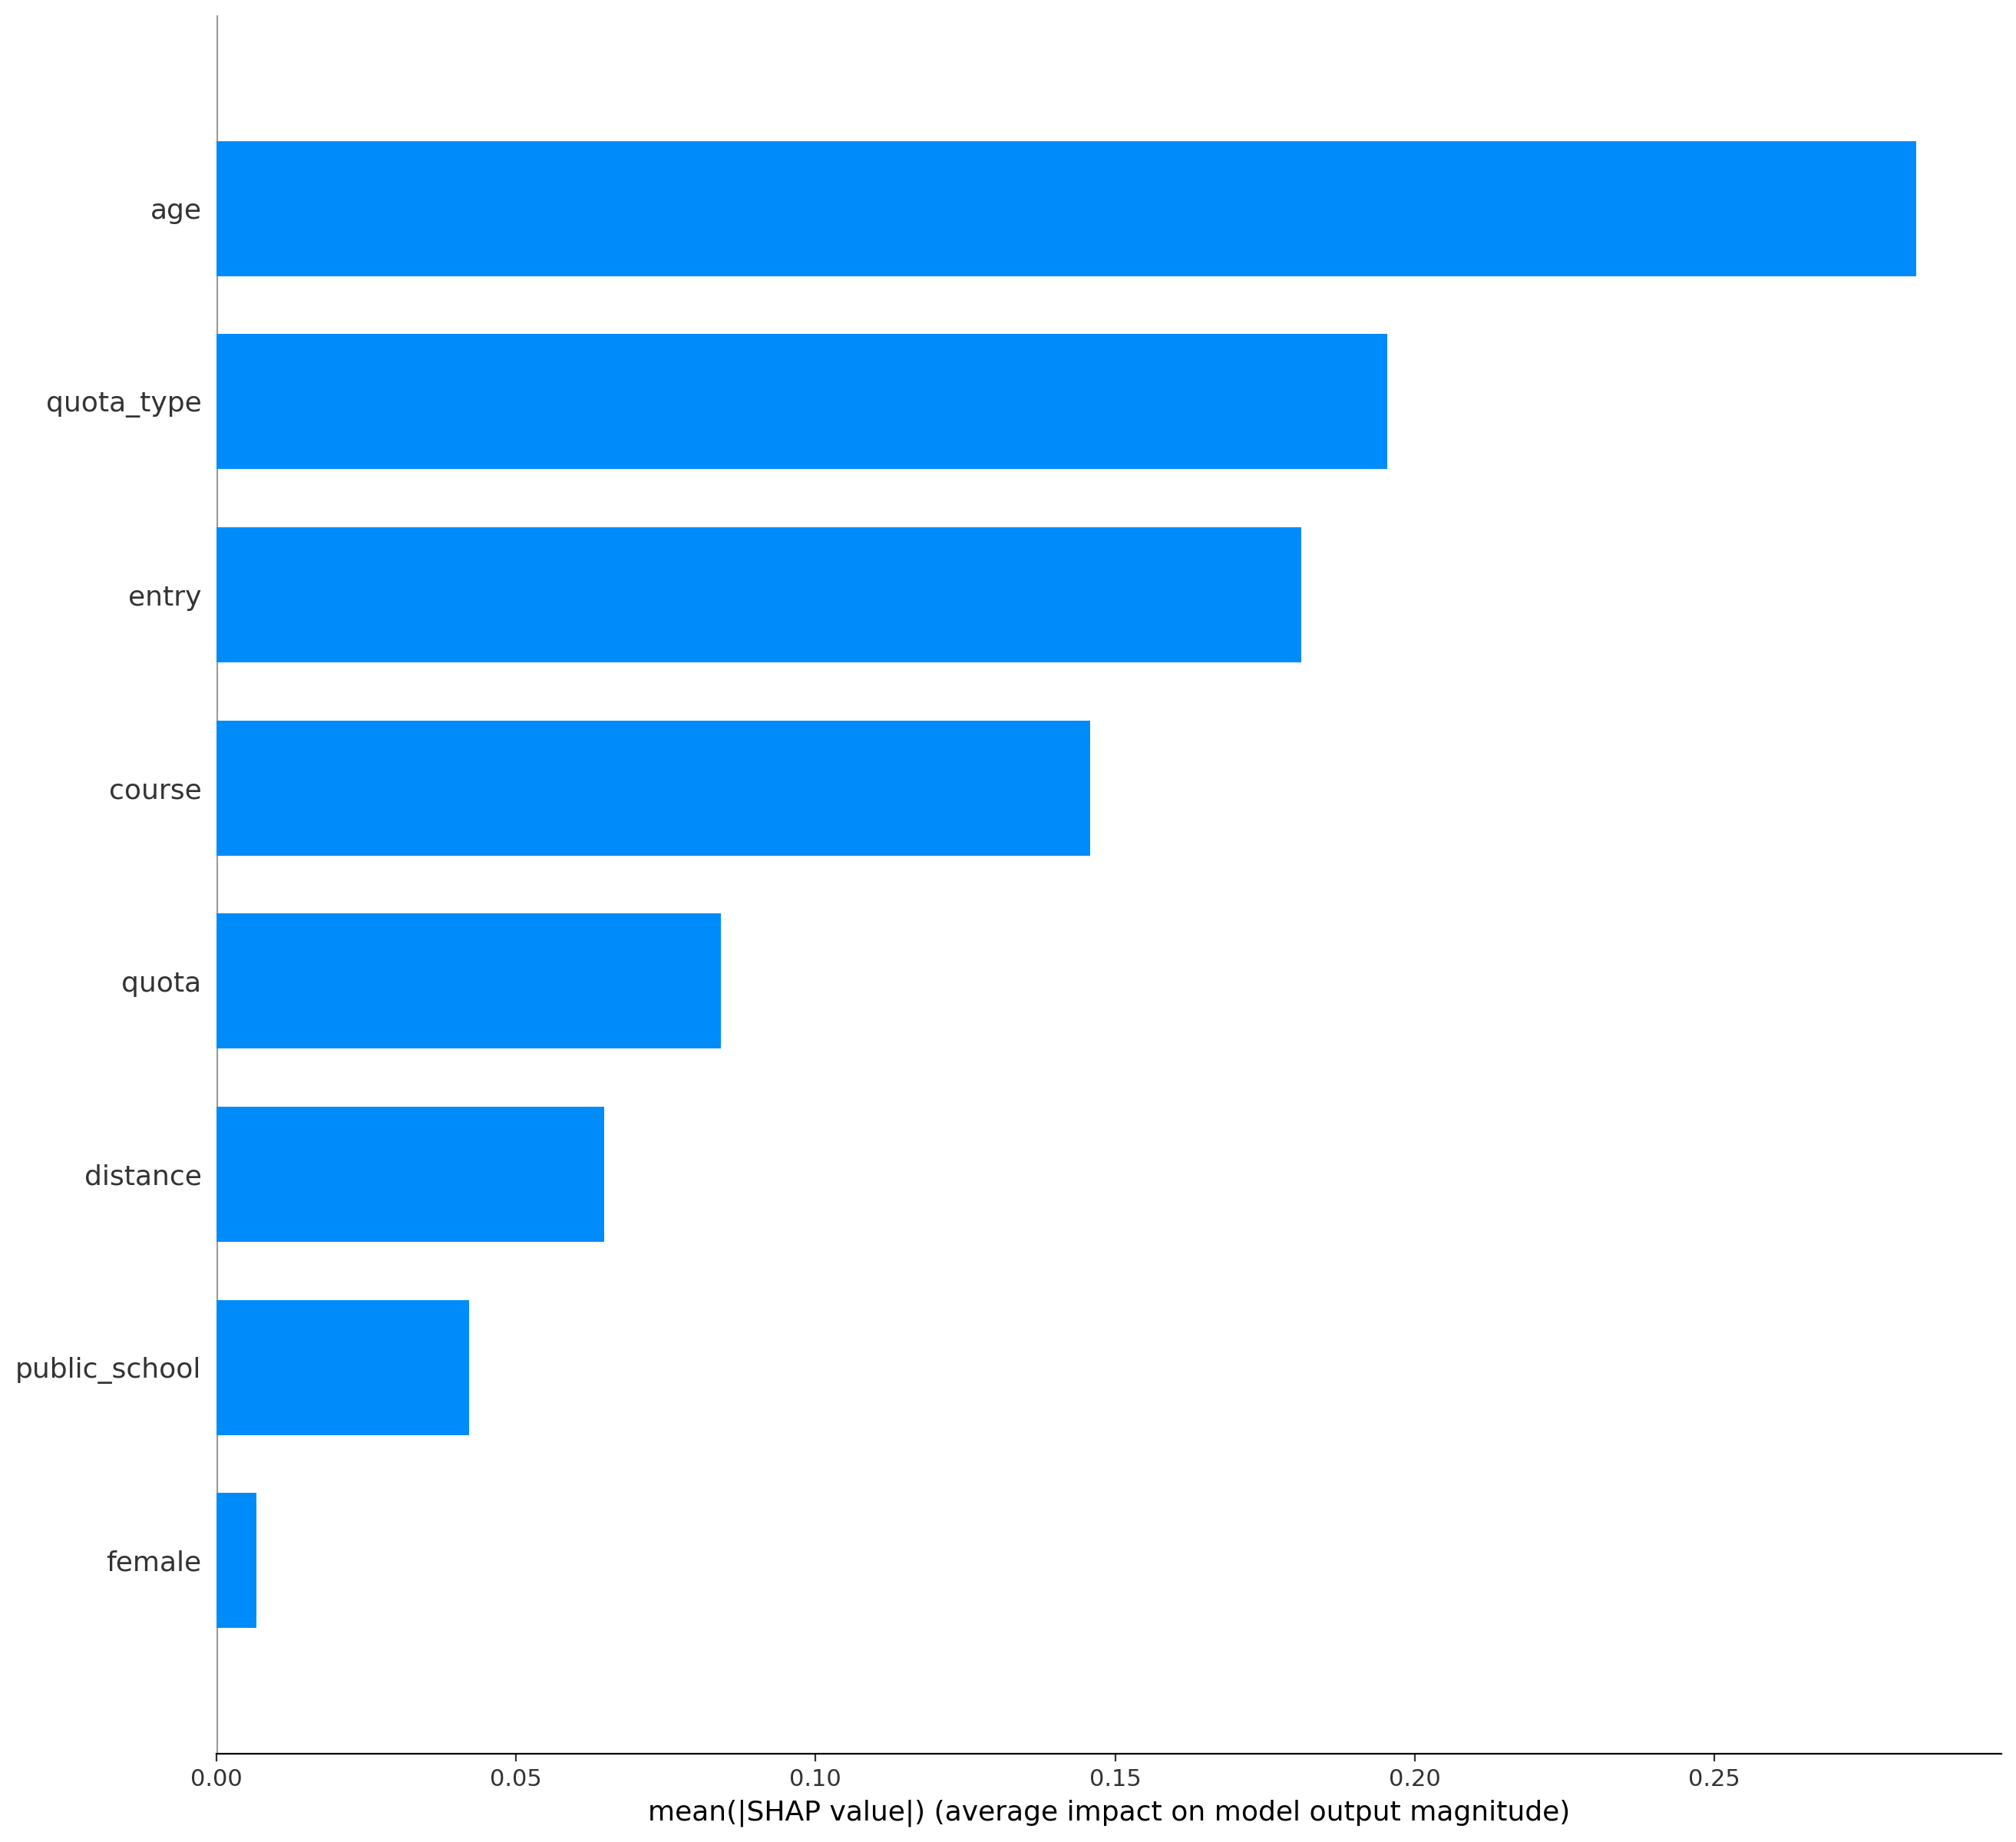 age
quota_type
entry
course
quota
distance
public_school
female
0.00 0.05 0.10 0.15 0.20 0.25
mean(|SHAP value|) (average impact on model output magnitude)